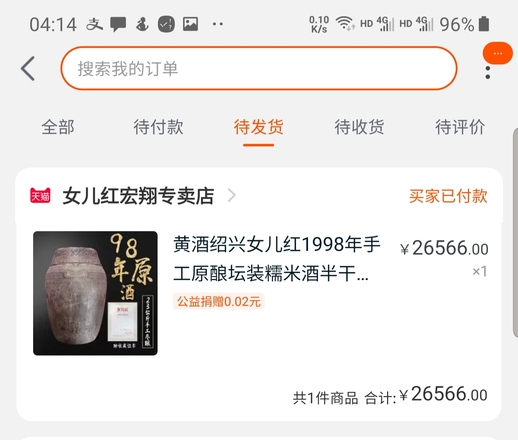 04:14
0.10 K/s HD 4G HD 4G 96%
搜索我的订单
全部 待付款 待发货 待收货 待评价
天猫 女儿红宏翔专卖店 买家已付款
黄酒绍兴女儿红1998年手 ¥26566.00
工原酿坛装糯米酒半干... ×1
公益捐赠0.02元
98年原酒
共1件商品 合计:¥26566.00